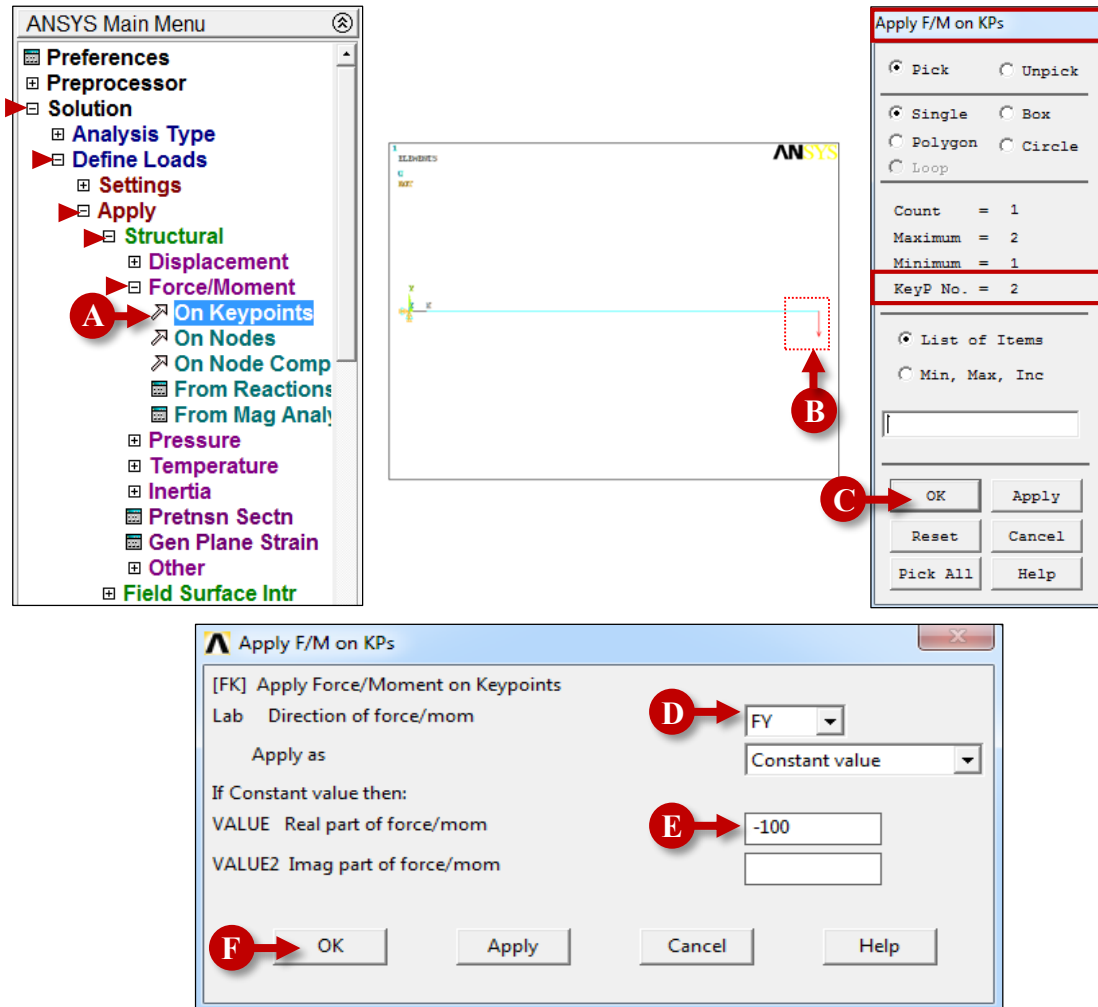 ANSYS Main Menu
Preferences
Preprocessor
Solution
Analysis Type
Define Loads
Settings
Apply
Structural
Displacement
Force/Moment
A
On Keypoints
On Nodes
On Node Comp
From Reactions
From Mag Analy
Pressure
Temperature
Inertia
Pretnsn Sectn
Gen Plane Strain
Other
Field Surface Intr
1
ELEMENTS
ANSYS
U
ROT
Y
X
B
Apply F/M on KPs
Pick Unpick
Single Box
Polygon Circle
Loop
Count = 1
Maximum = 2
Minimum = 1
KeyP No. = 2
List of Items
Min, Max, Inc
C
OK Apply
Reset Cancel
Pick All Help
Apply F/M on KPs
[FK] Apply Force/Moment on Keypoints
Lab Direction of force/mom D FY
Apply as Constant value
If Constant value then:
VALUE Real part of force/mom E -100
VALUE2 Imag part of force/mom
F OK Apply Cancel Help